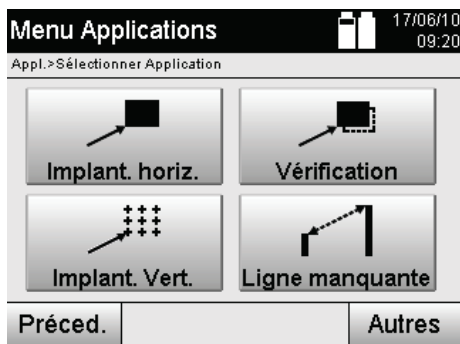 Menu Applications
17/06/10
09:20
Appl.>Sélectionner Application
Implant. horiz.
Vérification
Implant. Vert.
Ligne manquante
Préced.
Autres